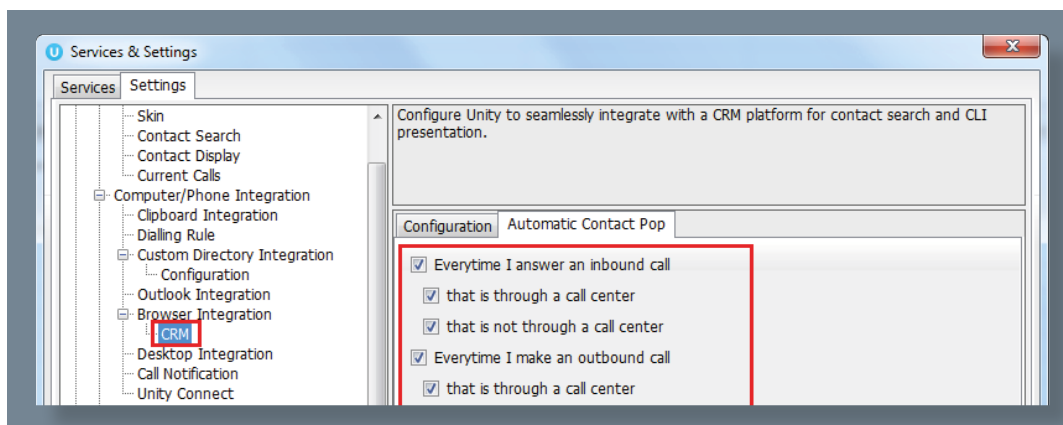 U Services & Settings
x
Services Settings
Skin
Contact Search
Contact Display
Current Calls
Computer/Phone Integration
Clipboard Integration
Dialling Rule
Custom Directory Integration
Configuration
Outlook Integration
Browser Integration
CRM
Desktop Integration
Call Notification
Unity Connect
Configure Unity to seamlessly integrate with a CRM platform for contact search and CLI
presentation.
Configuration Automatic Contact Pop
Everytime I answer an inbound call
that is through a call center
that is not through a call center
Everytime I make an outbound call
that is through a call center